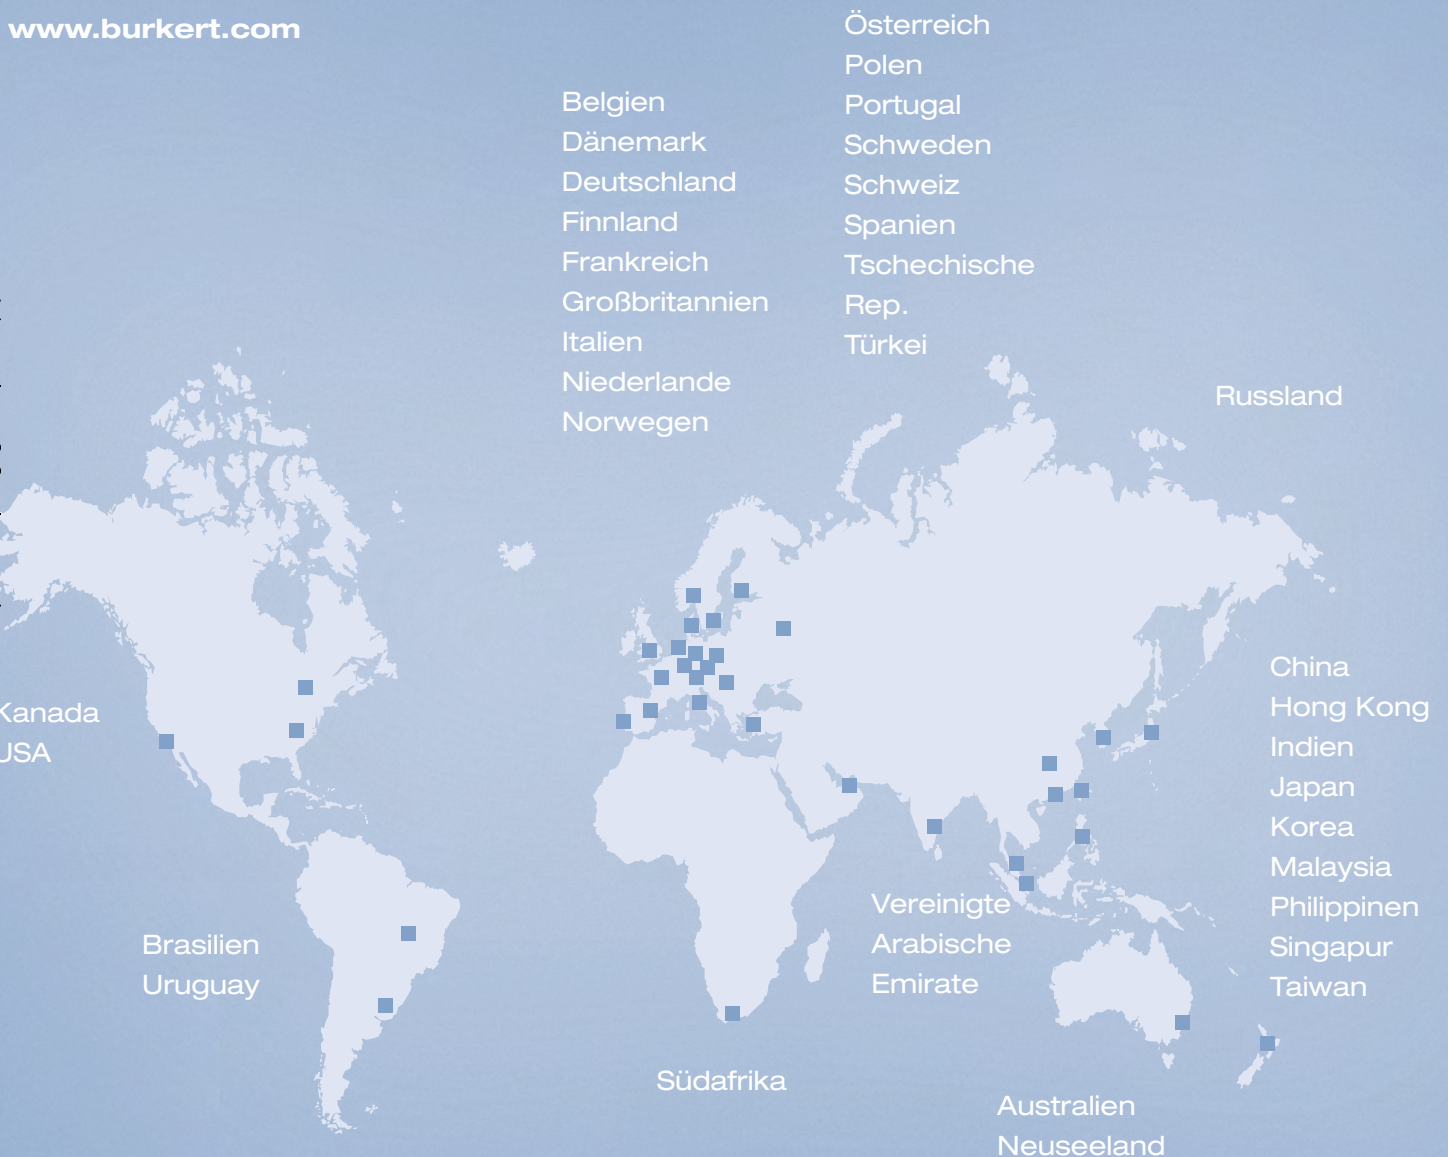 www.burkert.com
Belgien
Dänemark
Deutschland
Finnland
Frankreich
Großbritannien
Italien
Niederlande
Norwegen
Österreich
Polen
Portugal
Schweden
Schweiz
Spanien
Tschechische
Rep.
Türkei
Russland
Kanada
USA
China
Hong Kong
Indien
Japan
Korea
Malaysia
Philippinen
Singapur
Taiwan
Brasilien
Uruguay
Vereinigte
Arabische
Emirate
Südafrika
Australien
Neuseeland